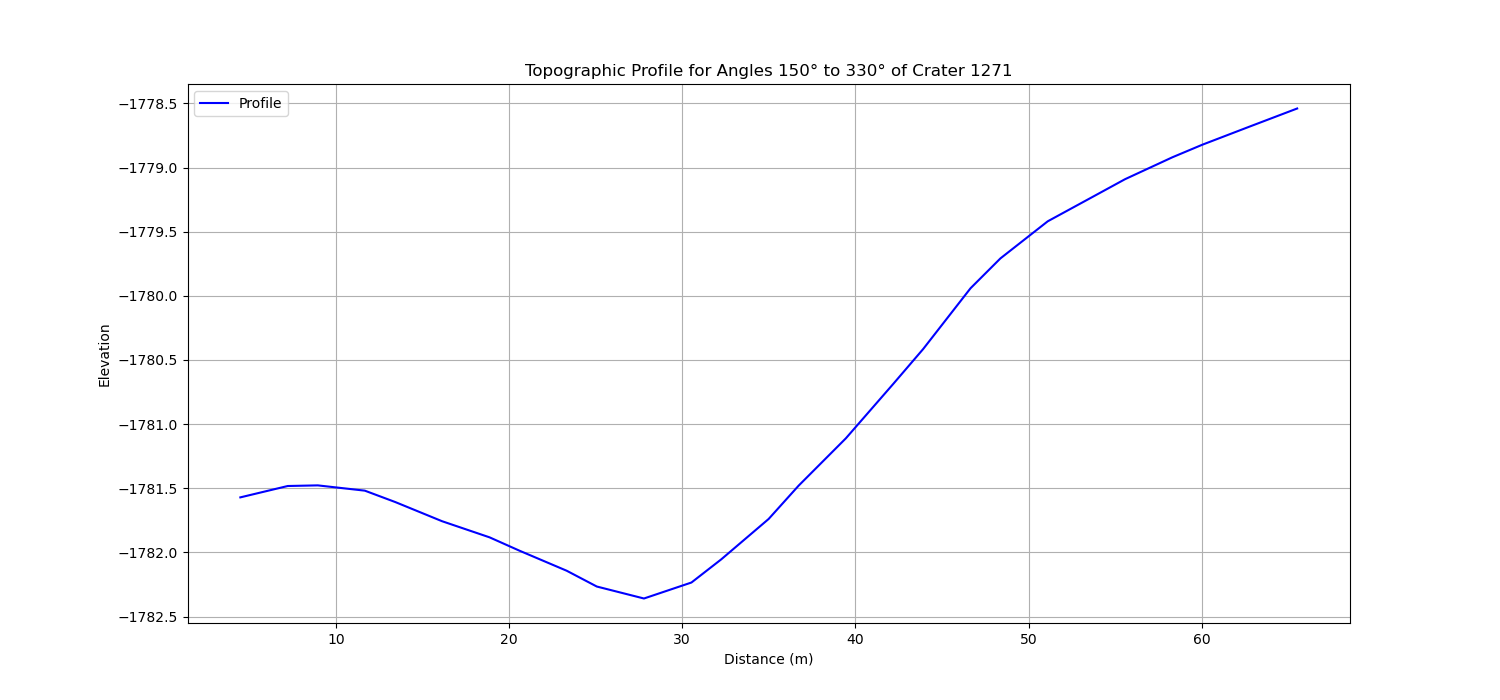 Topographic Profile for Angles 150° to 330° of Crater 1271
Profile
−1778.5
−1779.0
−1779.5
−1780.0
−1780.5
−1781.0
−1781.5
−1782.0
−1782.5
Elevation
10 20 30 40 50 60
Distance (m)